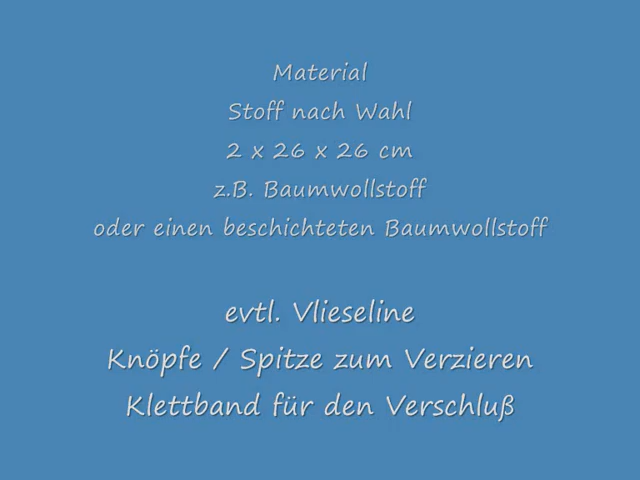 Material
Stoff nach Wahl
2 x 26 x 26 cm
z.B. Baumwollstoff
oder einen beschichteten Baumwollstoff
evtl. Vlieseline
Knöpfe / Spitze zum Verzieren
Klettband für den Verschluß